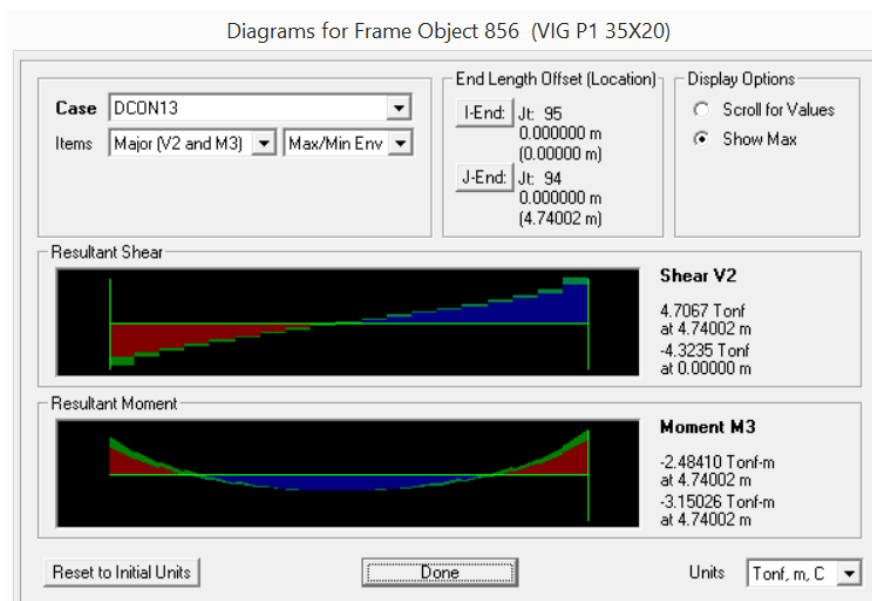 Diagrams for Frame Object 856 (VIG P1 35X20)
Case DCON13
Items Major (V2 and M3) Max/Min Env
End Length Offset (Location)
I-End: Jt: 95
0.000000 m
(0.00000 m)
J-End: Jt: 94
0.000000 m
(4.74002 m)
Display Options
Scroll for Values
Show Max
Resultant Shear
Shear V2
4.7067 Tonf
at 4.74002 m
-4.3235 Tonf
at 0.00000 m
Resultant Moment
Moment M3
-2.48410 Tonf-m
at 4.74002 m
-3.15026 Tonf-m
at 4.74002 m
Reset to Initial Units Done Units Tonf, m, C